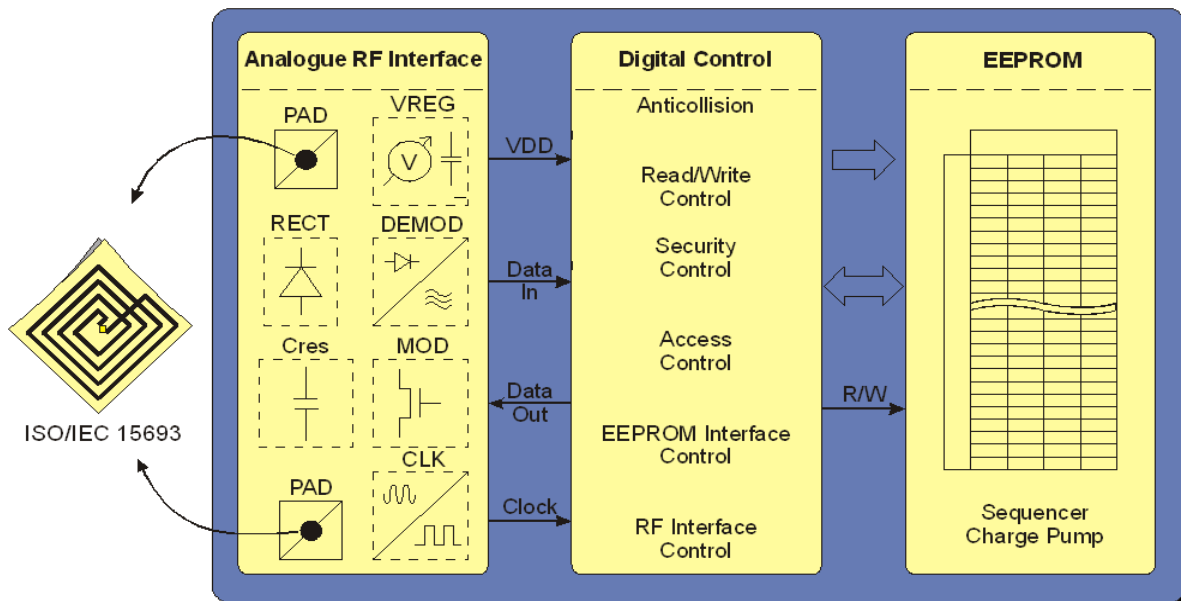 Analogue RF Interface
PAD
VREG
V
RECT
DEMOD
Cres
MOD
PAD
CLK
ISO/IEC 15693
VDD
Data
In
Data
Out
Clock
Digital Control
Anticollision
Read/Write
Control
Security
Control
Access
Control
EEPROM Interface
Control
RF Interface
Control
R/W
EEPROM
Sequencer
Charge Pump